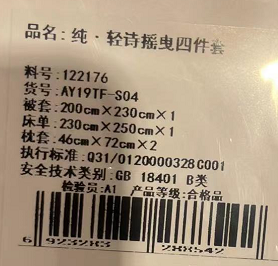 品名:纯·轻诗摇曳四件套
料号:122176
货号:AY19TF-S04
被套:200cm×230cm×1
床单:230cm×250cm×1
枕套:46cm×72cm×2
执行标准:Q31/0120000328C001
安全技术类别:GB 18401 B类
检验员:A1 产品等级:合格品
6 923283 288542